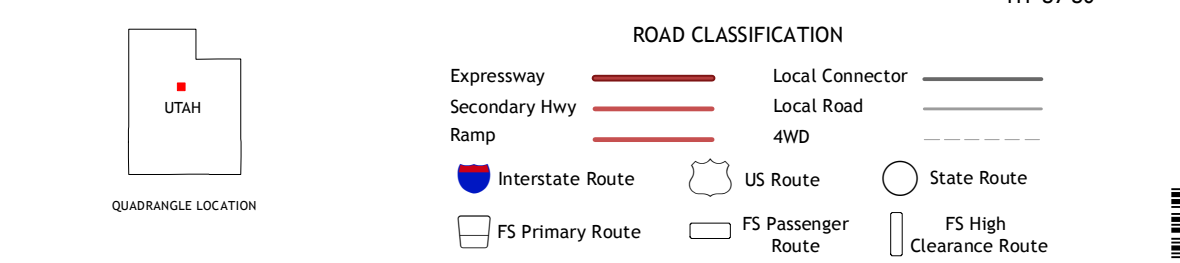 ROAD CLASSIFICATION
Expressway
Local Connector
Secondary Hwy
Local Road
Ramp
4WD
UTAH
QUADRANGLE LOCATION
Interstate Route
US Route
State Route
FS Primary Route
FS Passenger
Route
FS High
Clearance Route